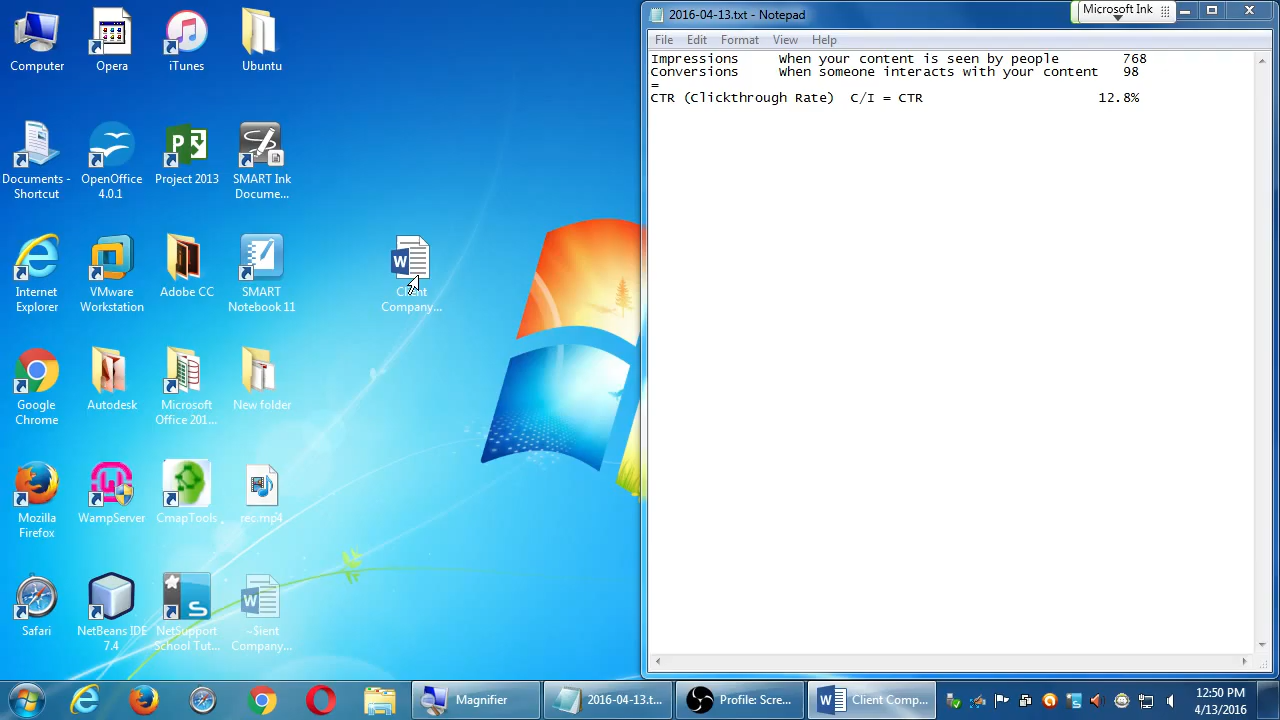 2016-04-13.txt - Notepad
Microsoft Ink
File Edit Format View Help
Impressions When your content is seen by people 768
Conversions When someone interacts with your content 98
=
CTR (Clickthrough Rate) C/I = CTR 12.8%
Computer
Opera
iTunes
Ubuntu
Documents - Shortcut
OpenOffice 4.0.1
Project 2013
SMART Ink Docume...
Internet Explorer
VMware Workstation
Adobe CC
SMART Notebook 11
Client Company...
Google Chrome
Autodesk
Microsoft Office 201...
New folder
Mozilla Firefox
WampServer
CmapTools
rec.mp4
Safari
NetBeans IDE 7.4
NetSupport School Tut...
~$ient Company...
Magnifier
2016-04-13.t...
Profile: Scre...
Client Comp...
12:50 PM
4/13/2016